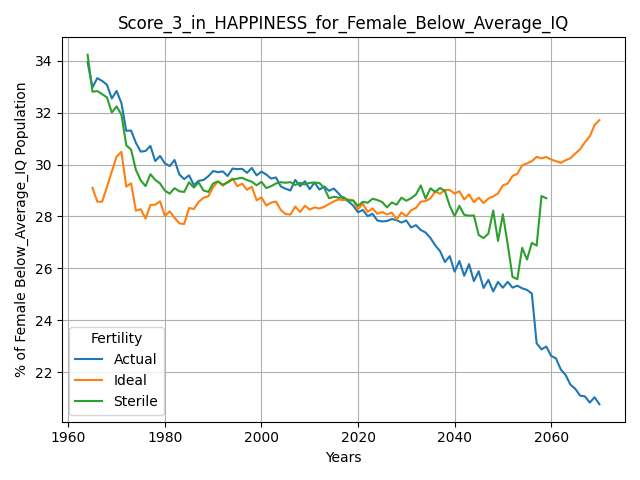 Score_3_in_HAPPINESS_for_Female_Below_Average_IQ
% of Female Below_Average_IQ Population
34
32
30
28
26
24
22
Fertility
Actual
Ideal
Sterile
1960 1980 2000 2020 2040 2060
Years